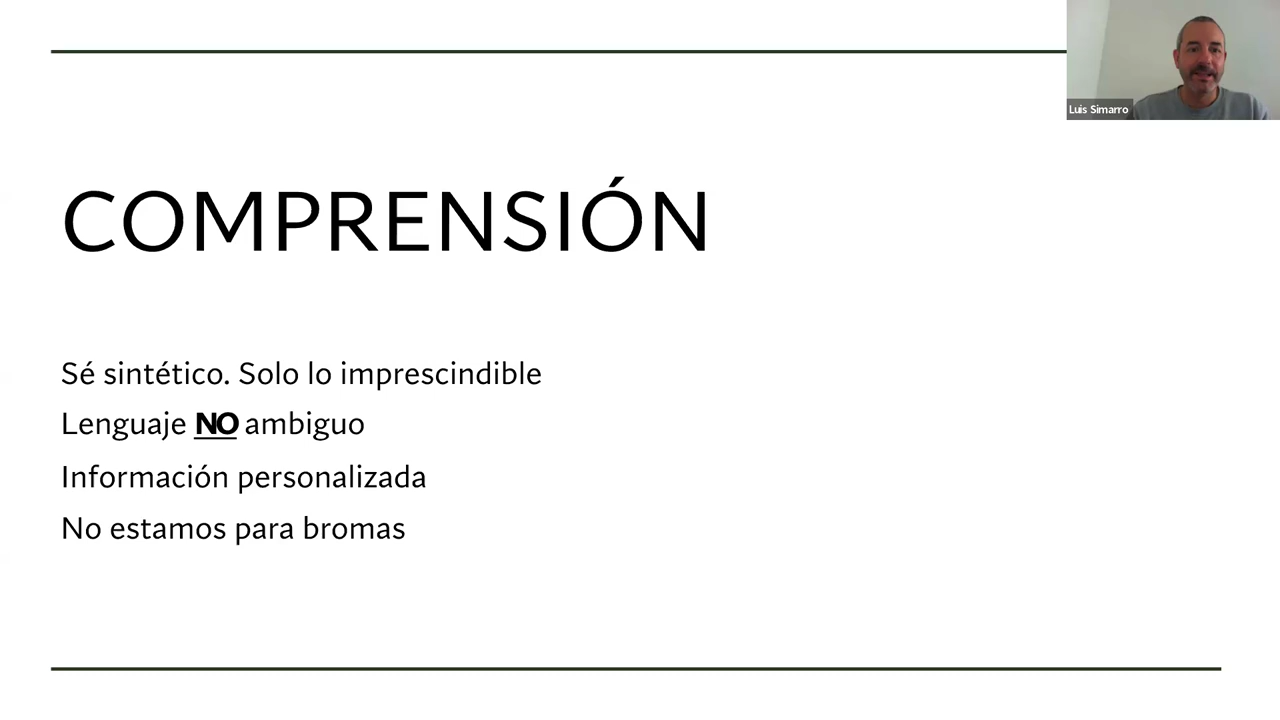 Luis Simarro
COMPRENSIÓN
Sé sintético. Solo lo imprescindible
Lenguaje NO ambiguo
Información personalizada
No estamos para bromas